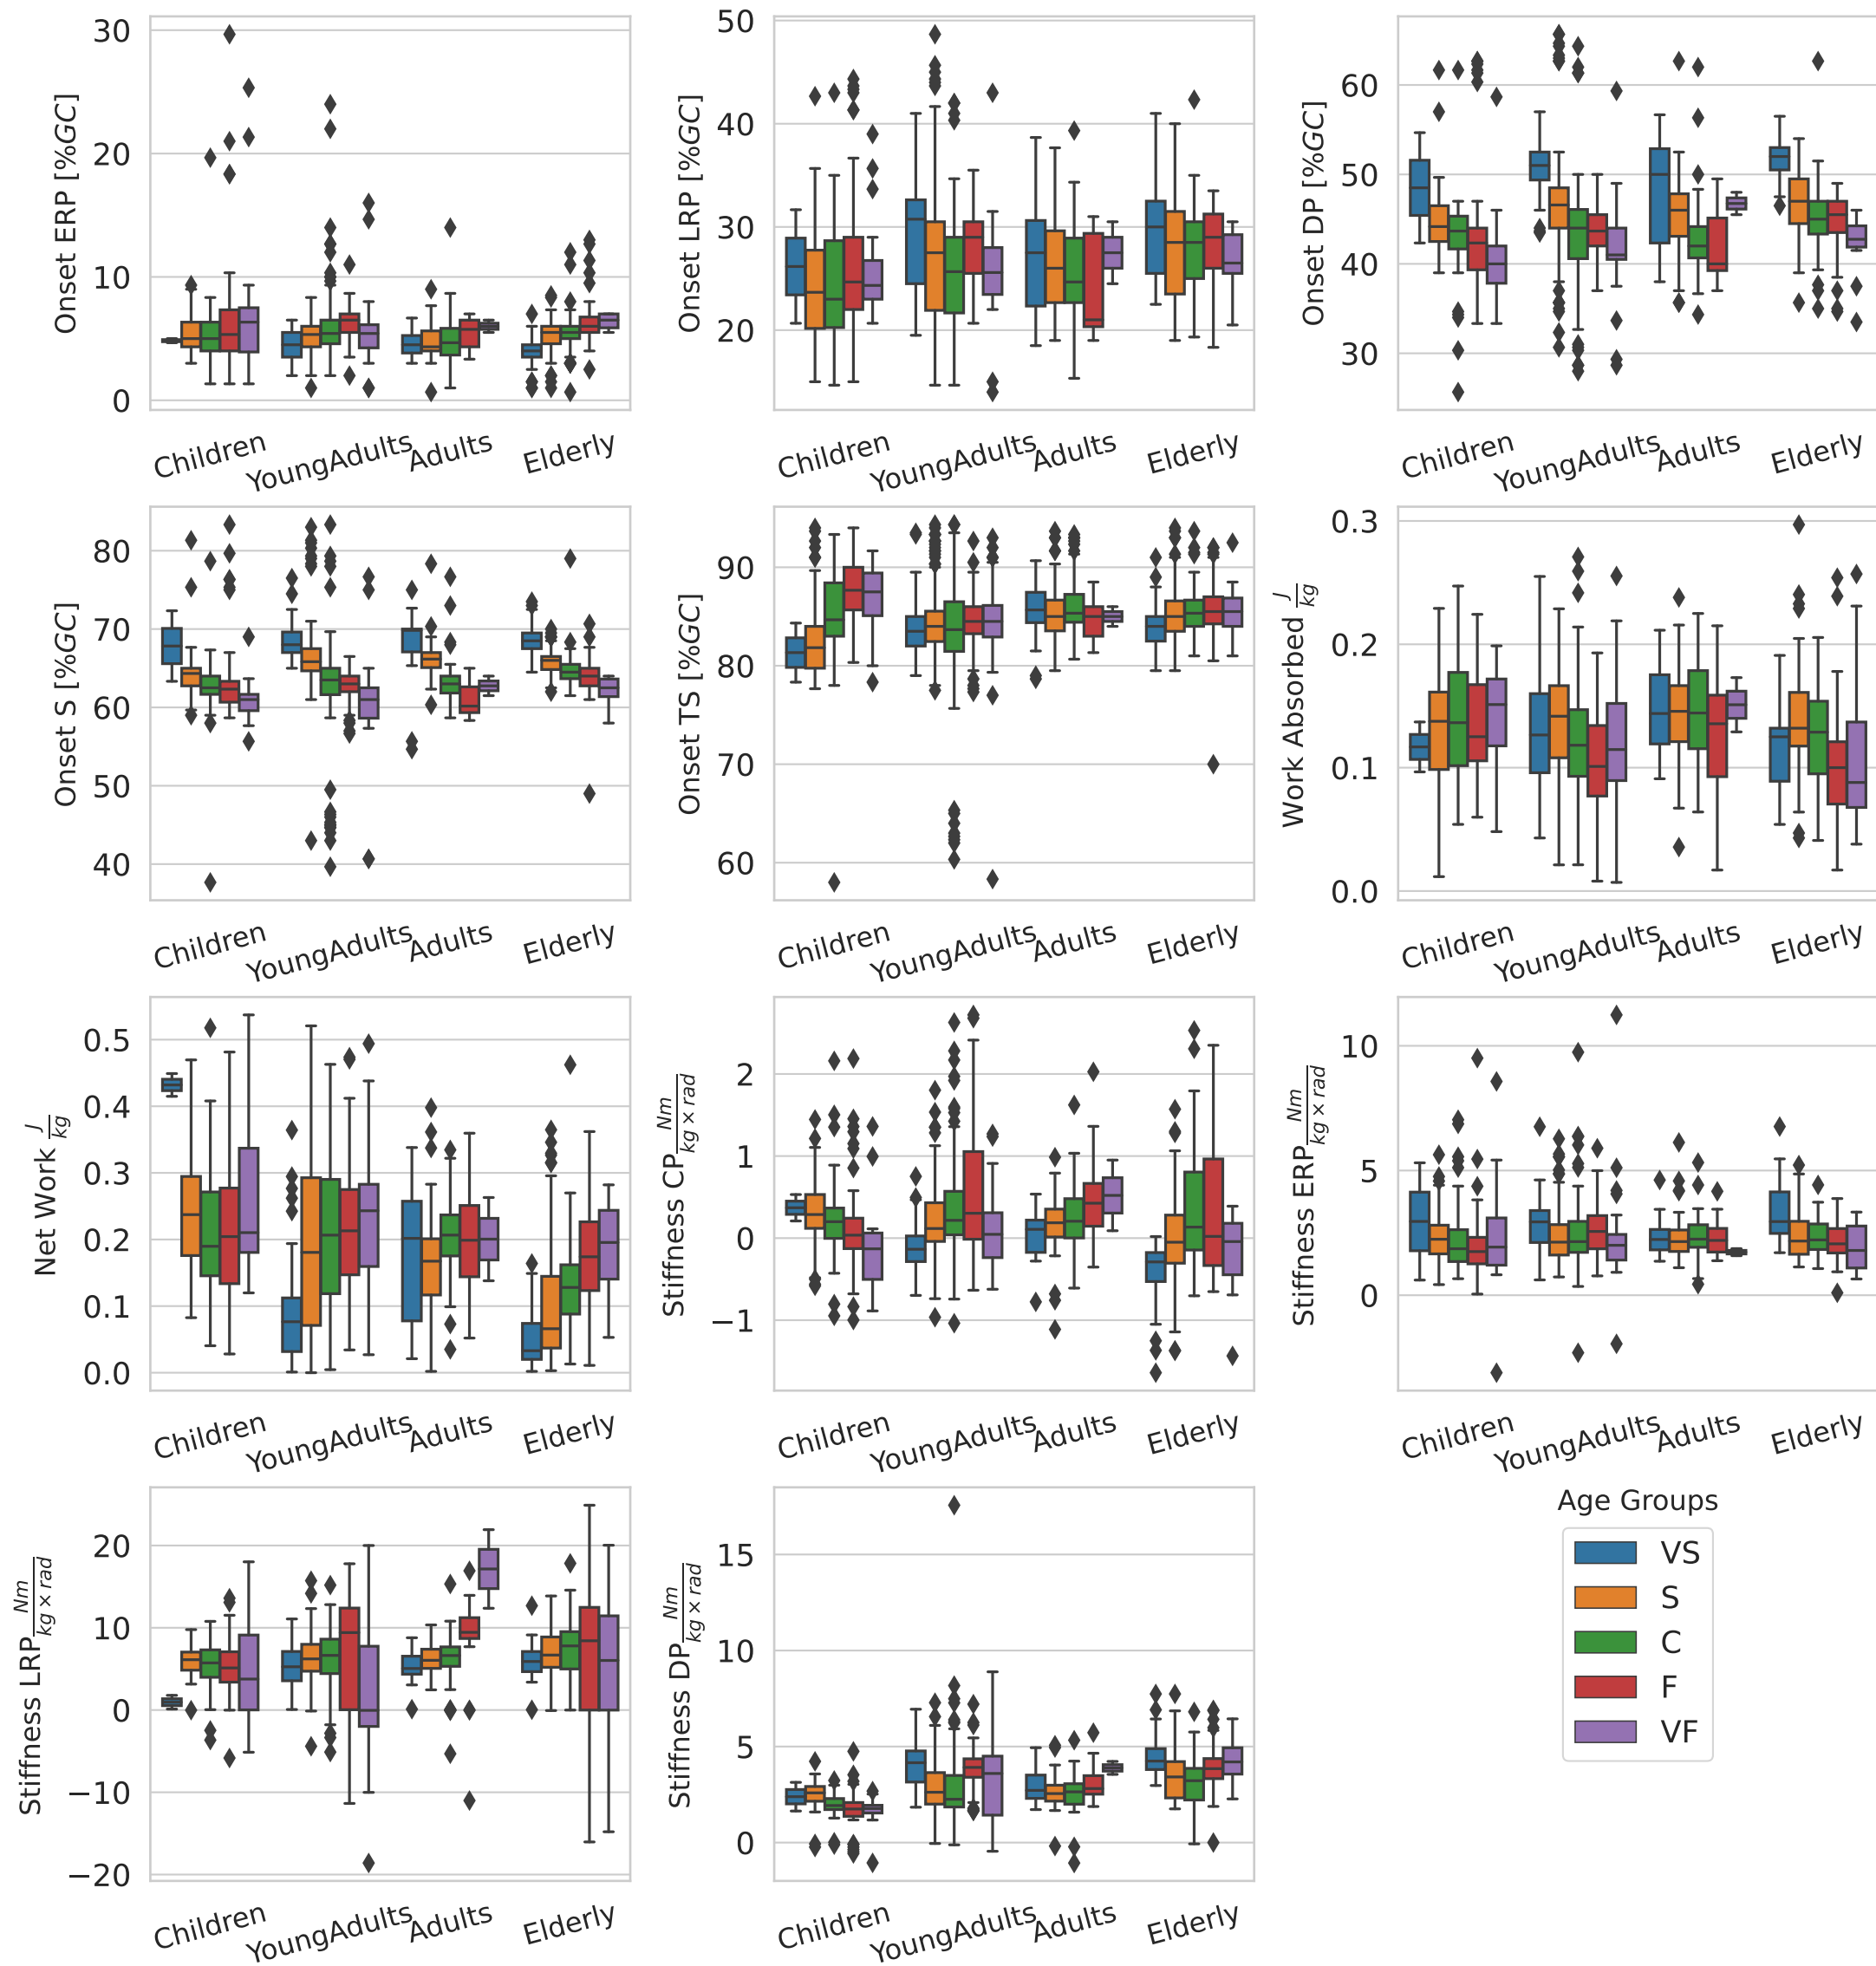 Onset ERP [%GC]
30
20
10
0
Children
YoungAdults
Adults
Elderly
Onset LRP [%GC]
50
40
30
20
Children
YoungAdults
Adults
Elderly
Onset DP [%GC]
60
50
40
30
Children
YoungAdults
Adults
Elderly
Onset S [%GC]
80
70
60
50
40
Children
YoungAdults
Adults
Elderly
Onset TS [%GC]
90
80
70
60
Children
YoungAdults
Adults
Elderly
Work Absorbed J/kg
0.3
0.2
0.1
0.0
Children
YoungAdults
Adults
Elderly
Net Work J/kg
0.5
0.4
0.3
0.2
0.1
0.0
Children
YoungAdults
Adults
Elderly
Stiffness CP Nm/kg × rad
2
1
0
−1
Children
YoungAdults
Adults
Elderly
Stiffness ERP Nm/kg × rad
10
5
0
Children
YoungAdults
Adults
Elderly
Stiffness LRP Nm/kg × rad
20
10
0
−10
−20
Children
YoungAdults
Adults
Elderly
Stiffness DP Nm/kg × rad
15
10
5
0
Children
YoungAdults
Adults
Elderly
Age Groups
VS
S
C
F
VF